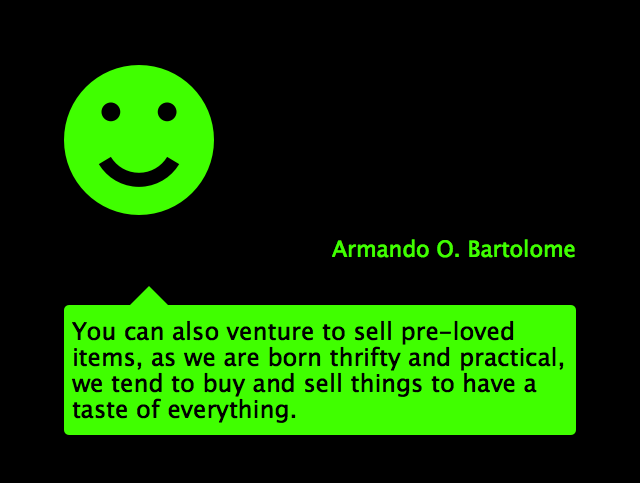 Armando O. Bartolome
You can also venture to sell pre-loved
items, as we are born thrifty and practical,
we tend to buy and sell things to have a
taste of everything.